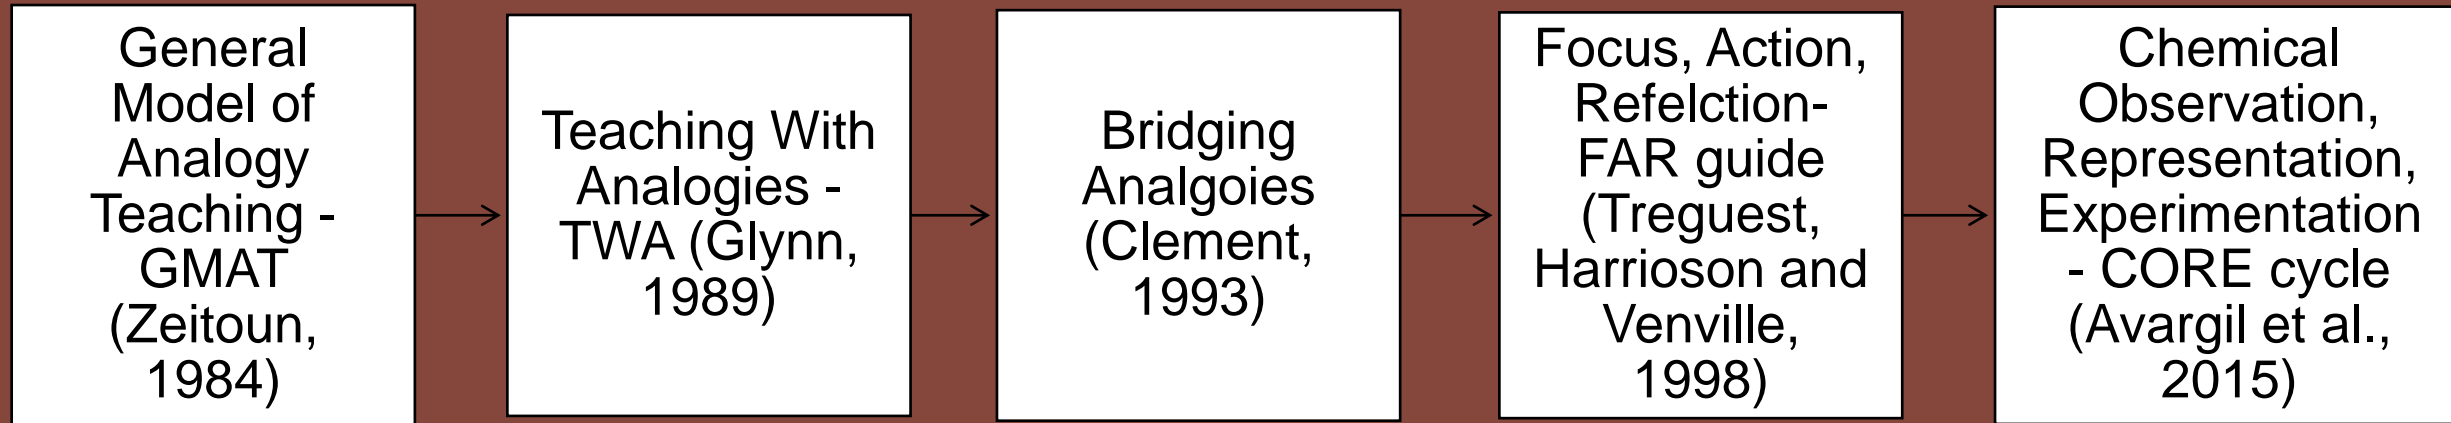 General
Model of
Analogy
Teaching -
GMAT
(Zeitoun,
1984)
Teaching With
Analogies -
TWA (Glynn,
1989)
Bridging
Analgoies
(Clement,
1993)
Focus, Action,
Refelction-
FAR guide
(Treguest,
Harrioson and
Venville,
1998)
Chemical
Observation,
Representation,
Experimentation
- CORE cycle
(Avargil et al.,
2015)